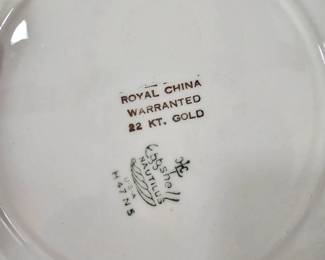 ROYAL CHINA
WARRANTED
22 KT. GOLD
Eggshell
NAUTILUS
U.S.A
H 47 N 5